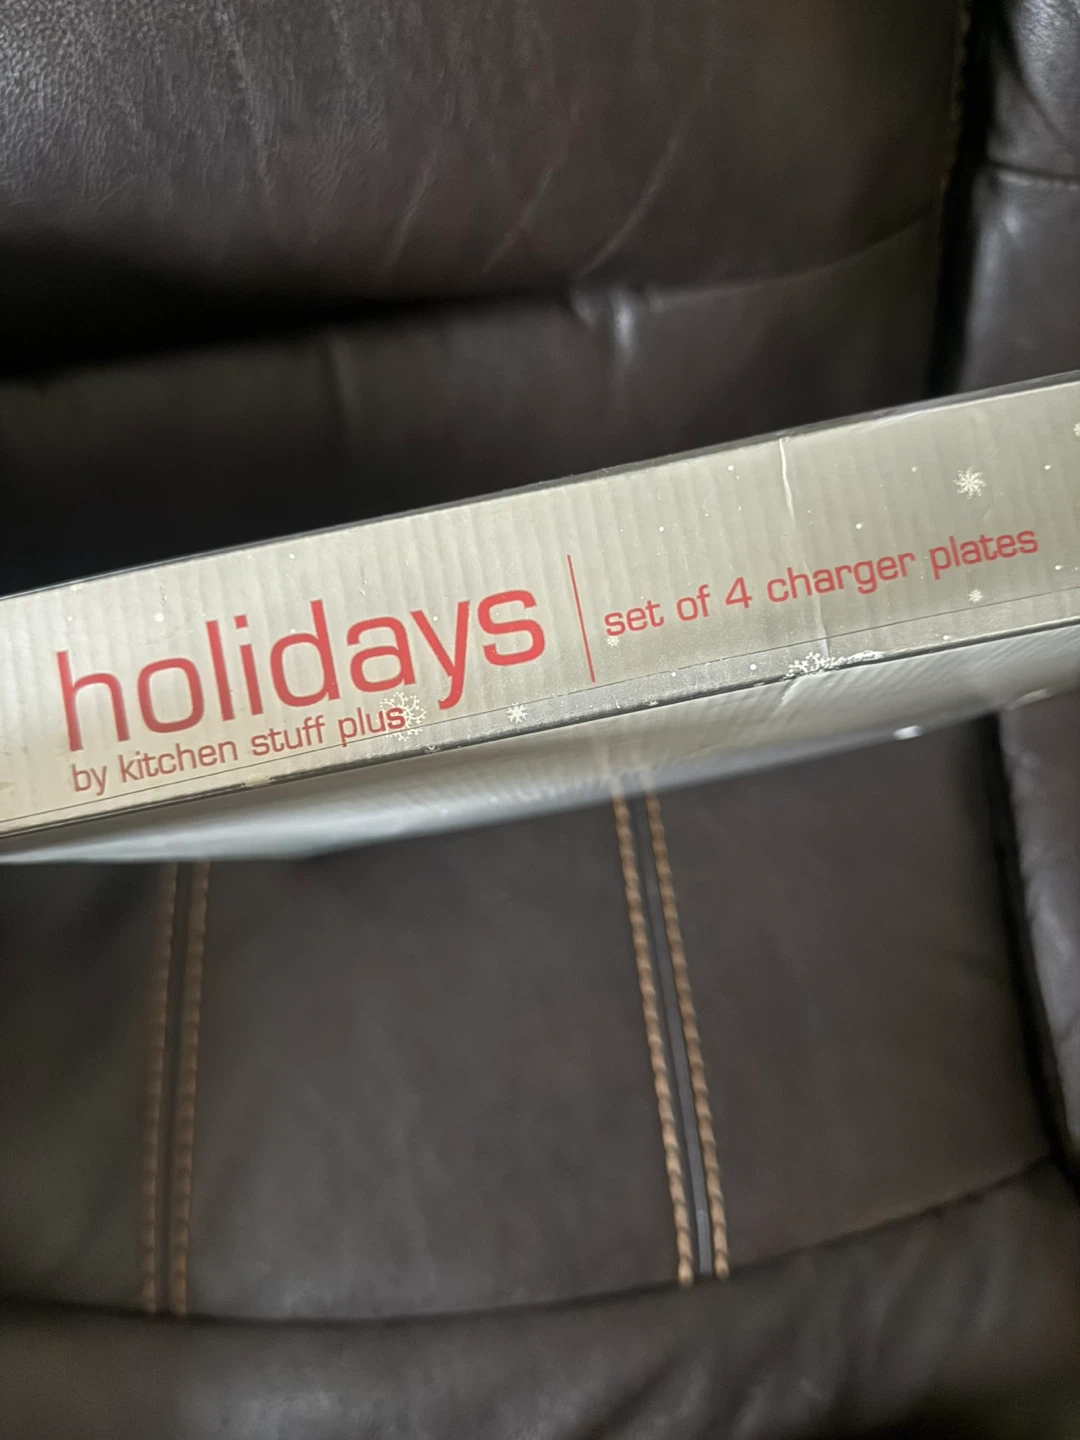 holidays
by kitchen stuff plus
set of 4 charger plates